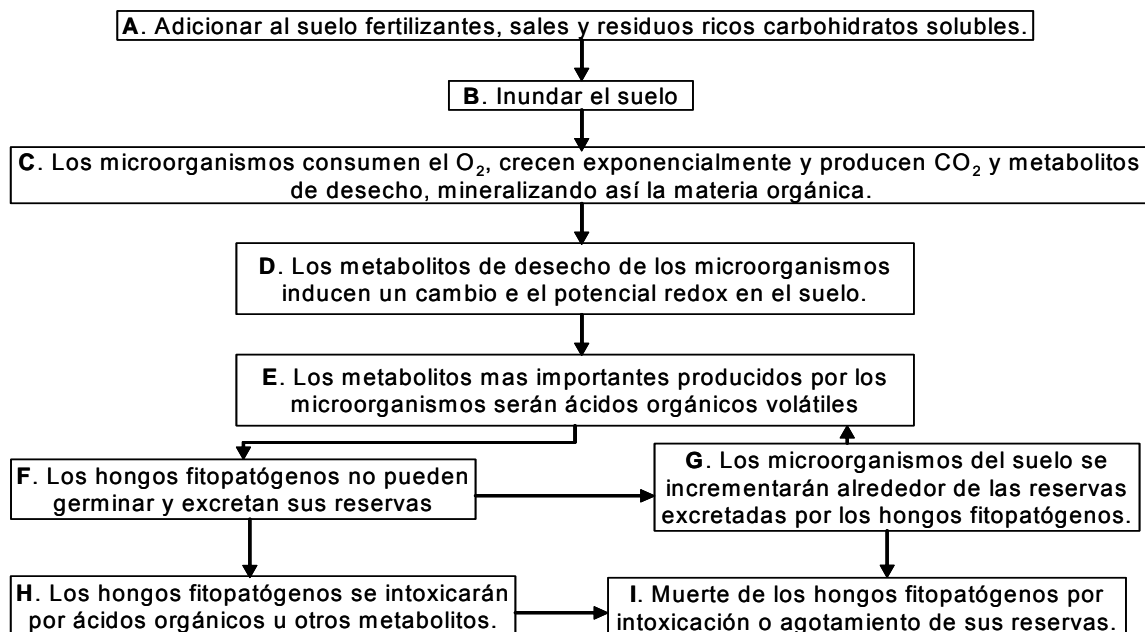 A. Adicionar al suelo fertilizantes, sales y residuos ricos carbohidratos solubles.
B. Inundar el suelo
C. Los microorganismos consumen el O₂, crecen exponencialmente y producen CO₂ y metabolitos
de desecho, mineralizando así la materia orgánica.
D. Los metabolitos de desecho de los microorganismos
inducen un cambio e el potencial redox en el suelo.
E. Los metabolitos mas importantes producidos por los
microorganismos serán ácidos orgánicos volátiles
F. Los hongos fitopatógenos no pueden
germinar y excretan sus reservas
G. Los microorganismos del suelo se
incrementarán alrededor de las reservas
excretadas por los hongos fitopatógenos.
H. Los hongos fitopatógenos se intoxicarán
por ácidos orgánicos u otros metabolitos.
I. Muerte de los hongos fitopatógenos por
intoxicación o agotamiento de sus reservas.